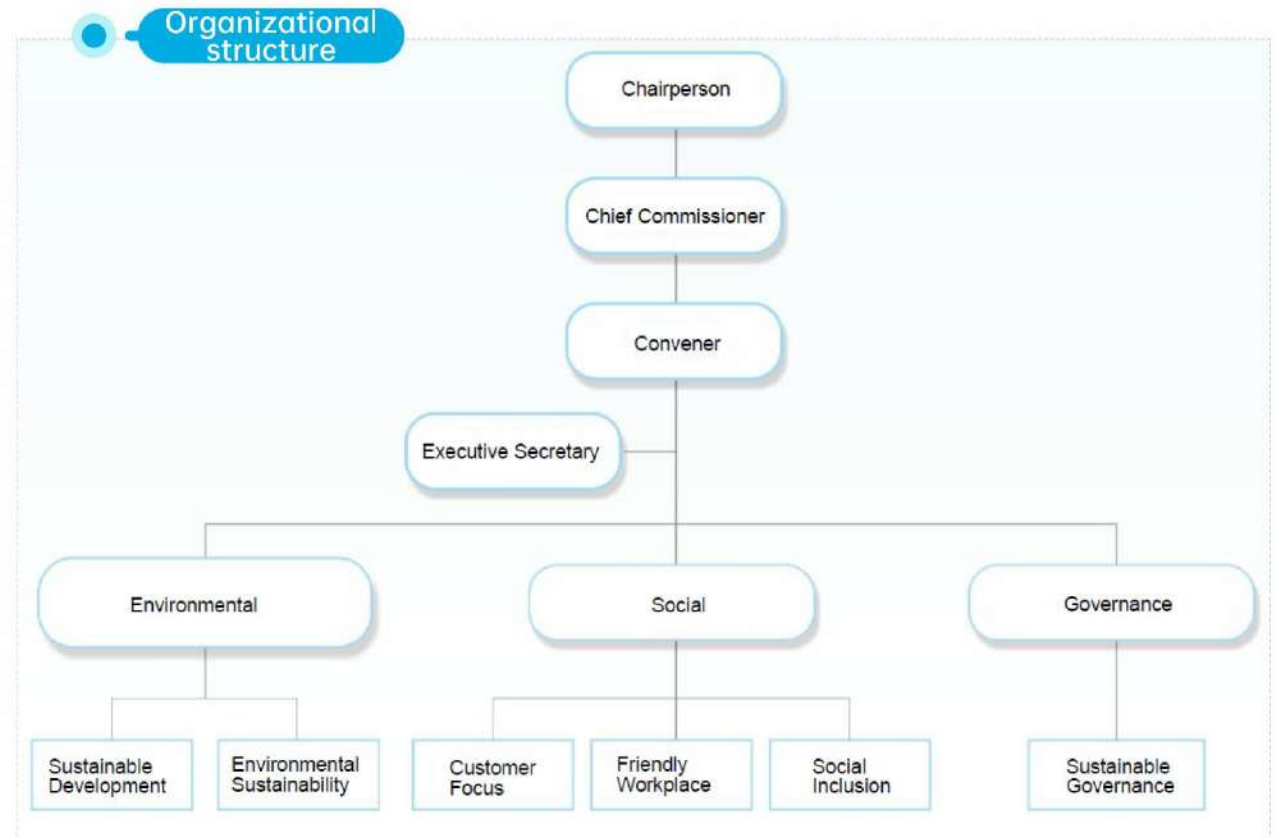 Organizational
structure
Chairperson
Chief Commissioner
Convener
Executive Secretary
Environmental
Social
Governance
Sustainable
Development
Environmental
Sustainability
Customer
Focus
Friendly
Workplace
Social
Inclusion
Sustainable
Governance